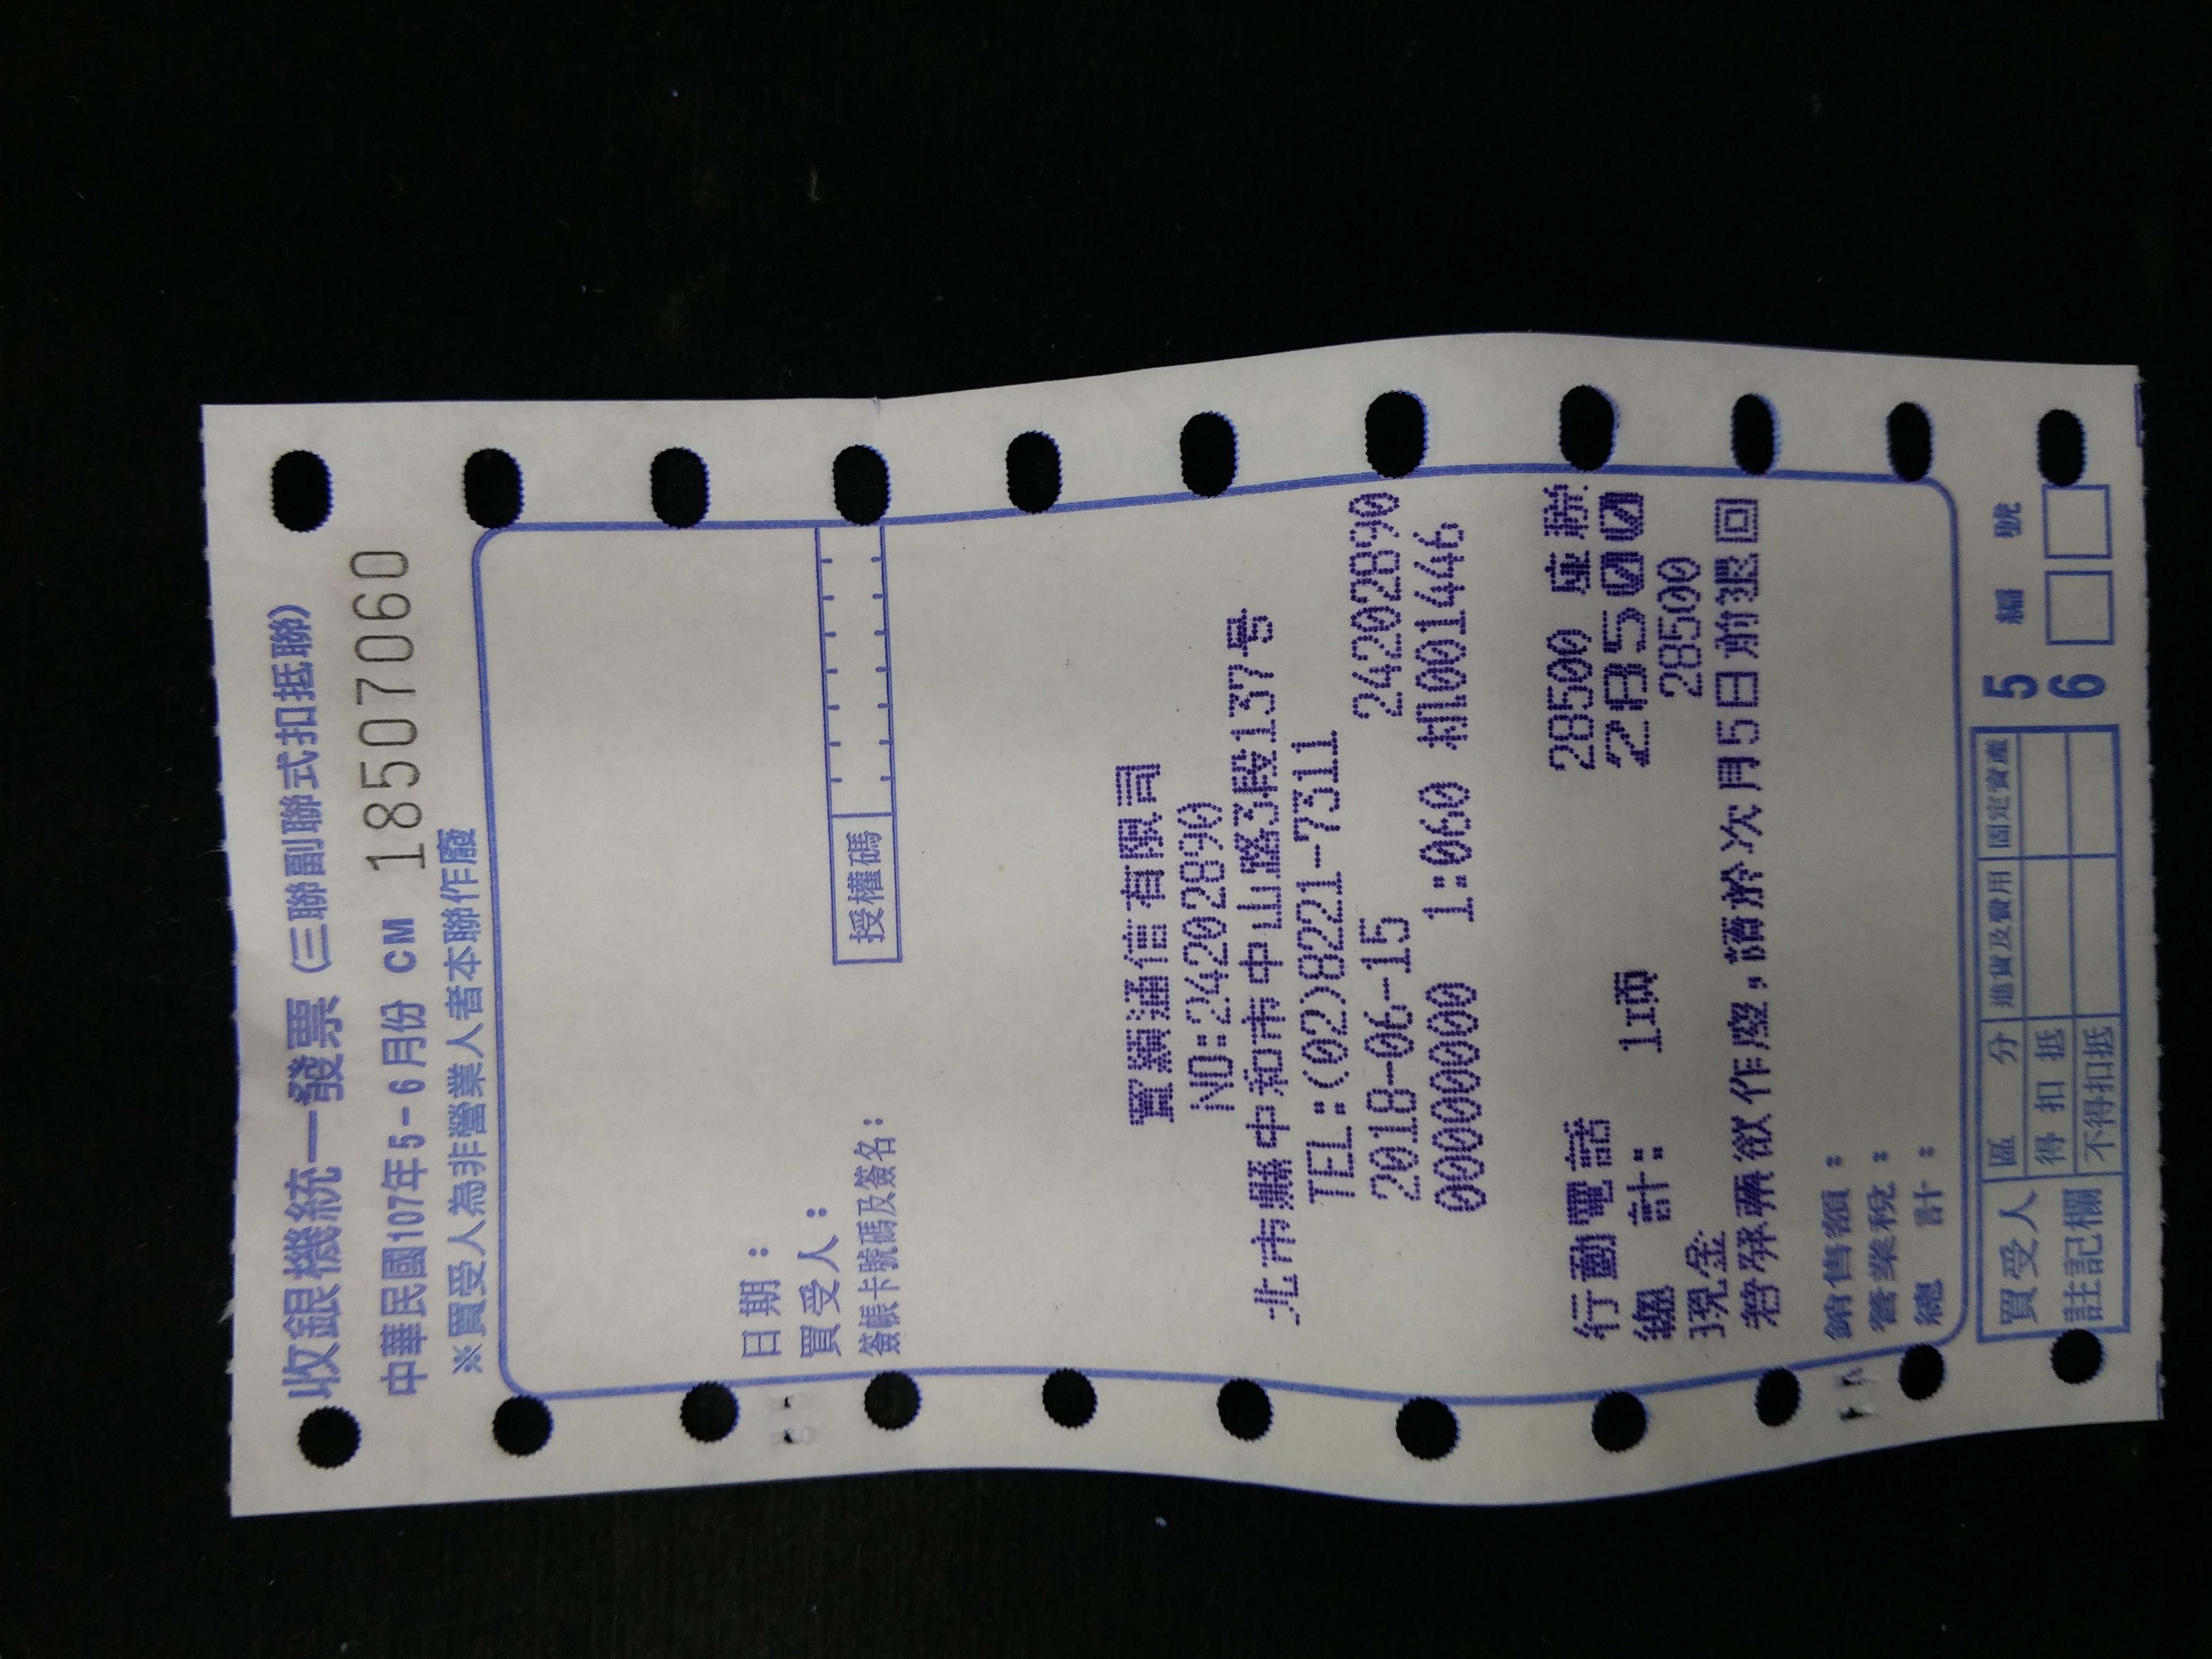 收銀機統一發票(三聯副聯式扣抵聯)
中華民國107年5-6月份 CM 18507060
※買受人為非營業人者本聯作廢
日期：
買受人：
簽帳卡號碼及簽名： 授權碼
寶穎通信有限司
NO:24202890
北市縣中和市中山路3段137号
TEL:(02)8221-7311
2018-06-15 24202890
00000000 1:060 机001446
行動電話 28500 應稅
總 計: 1項 28500
現金 28500
若発票欲作廢,請於次月5日前退回
銷售額：
營業稅：
總 計：
買受人註記欄 區 分 進貨及費用 固定資產
得扣抵
不得扣抵
5 6 編 號